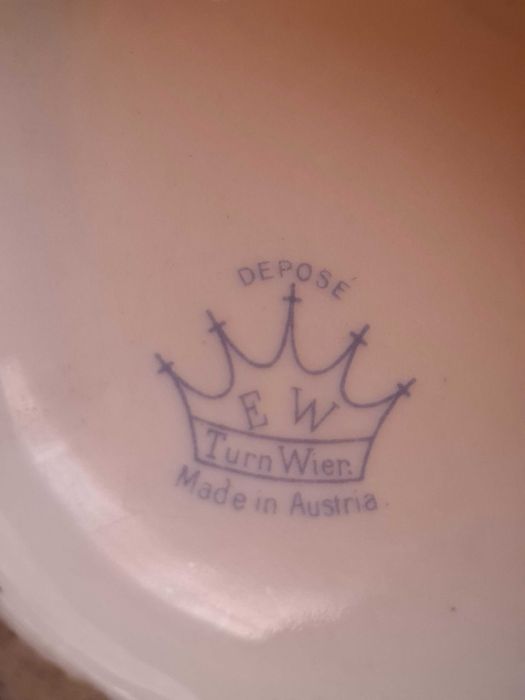 DEPOSÉ
E W
Turn Wien.
Made in Austria.